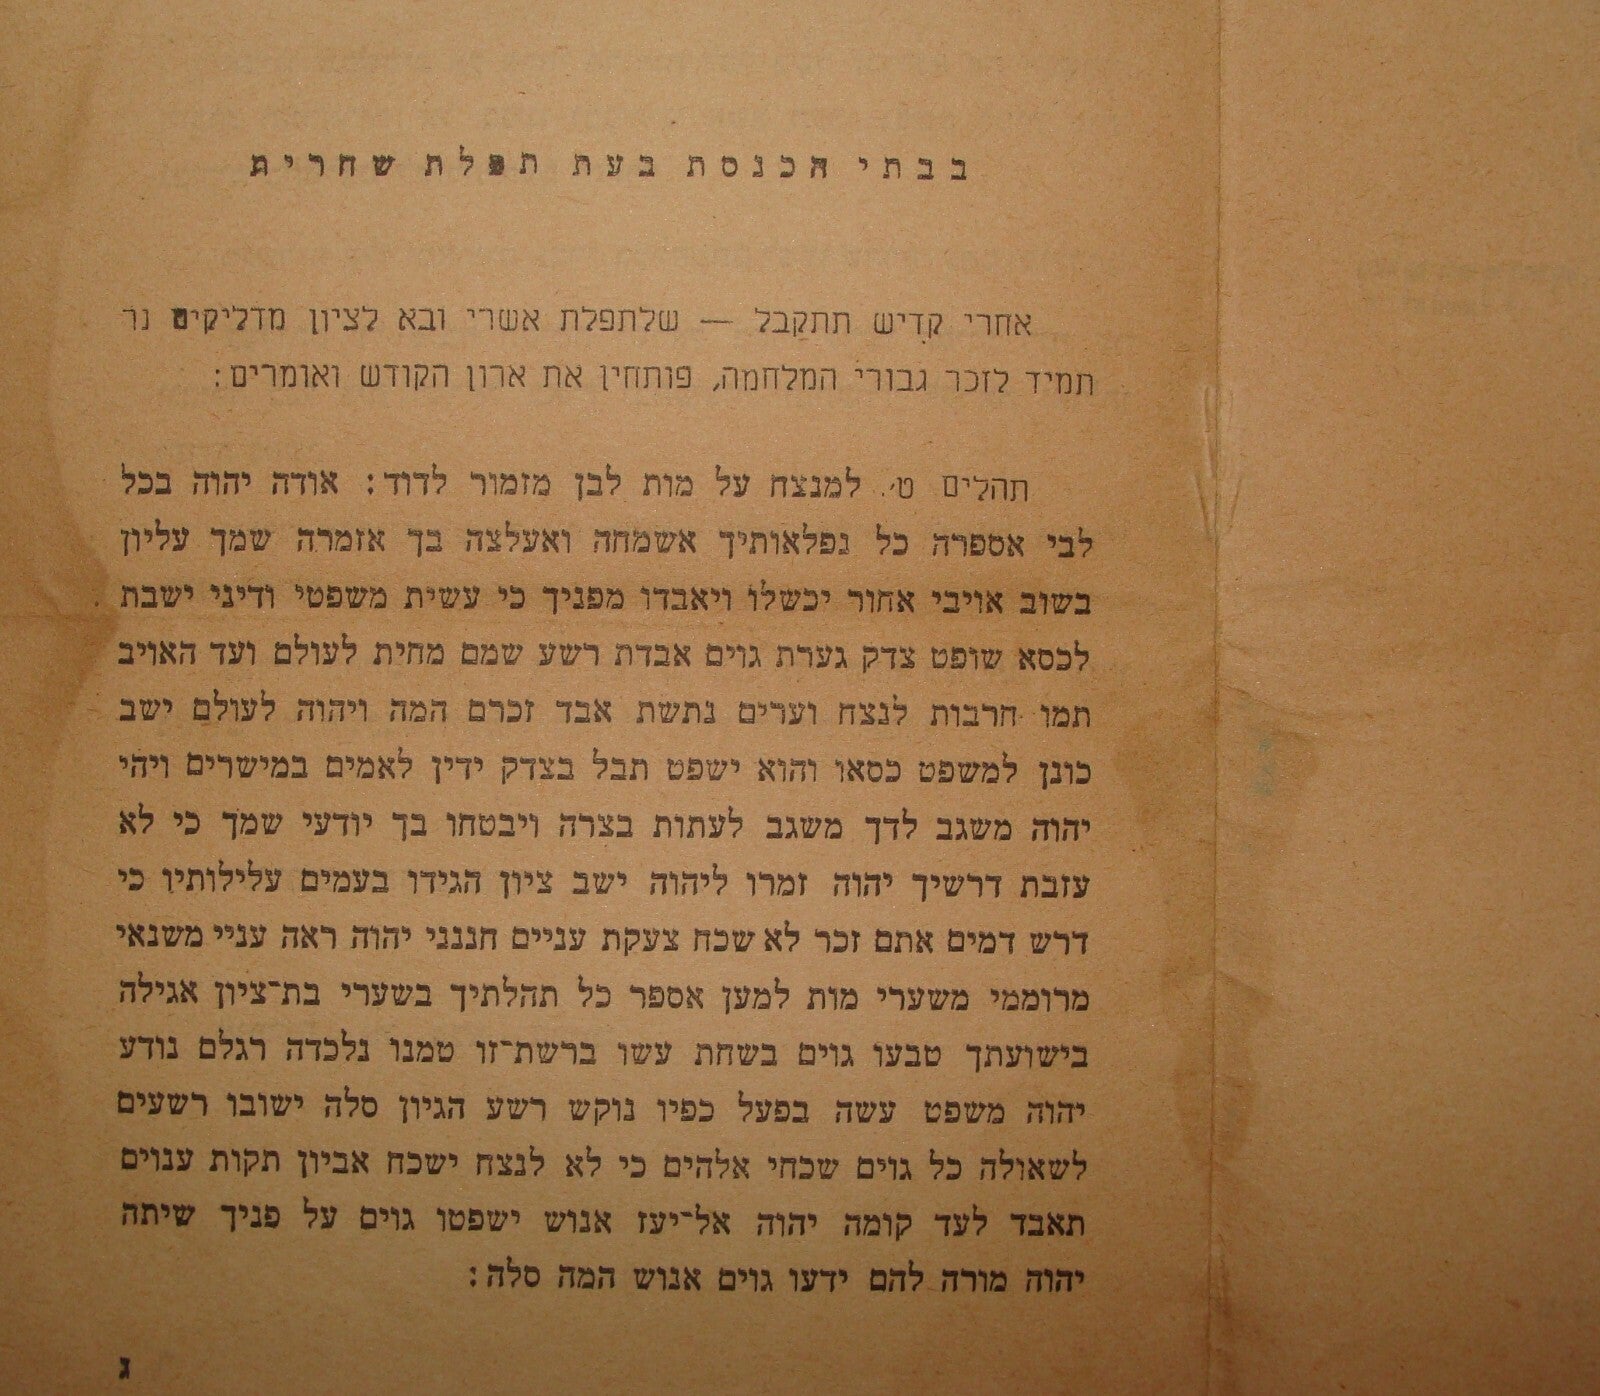 בבתי הכנסת בעת תפלת שחרית
אחרי קדיש תתקבל — שלתפלת אשרי ובא לציון מדליקים נר
תמיד לזכר גבורי המלחמה, פותחין את ארון הקודש ואומרים:
תהלים ט׳. למנצח על מות לבן מזמור לדוד: אודה יהוה בכל
לבי אספרה כל נפלאותיך אשמחה ואעלצה בך אזמרה שמך עליון
בשוב אויבי אחור יכשלו ויאבדו מפניך כי עשית משפטי ודיני ישבת
לכסא שופט צדק גערת גוים אבדת רשע שמם מחית לעולם ועד האויב
תמו חרבות לנצח וערים נתשת אבד זכרם המה ויהוה לעולם ישב
כונן למשפט כסאו והוא ישפט תבל בצדק ידין לאמים במישרים ויהי
יהוה משגב לדך משגב לעתות בצרה ויבטחו בך יודעי שמך כי לא
עזבת דרשיך יהוה זמרו ליהוה ישב ציון הגידו בעמים עלילותיו כי
דרש דמים אתם זכר לא שכח צעקת עניים חננני יהוה ראה עניי משנאי
מרוממי משערי מות למען אספר כל תהלתיך בשערי בת־ציון אגילה
בישועתך טבעו גוים בשחת עשו ברשת־זו טמנו נלכדה רגלם נודע
יהוה משפט עשה בפעל כפיו נוקש רשע הגיון סלה ישובו רשעים
לשאולה כל גוים שכחי אלהים כי לא לנצח ישכח אביון תקות ענוים
תאבד לעד קומה יהוה אל־יעז אנוש ישפטו גוים על פניך שיתה
יהוה מורה להם ידעו גוים אנוש המה סלה:
ג